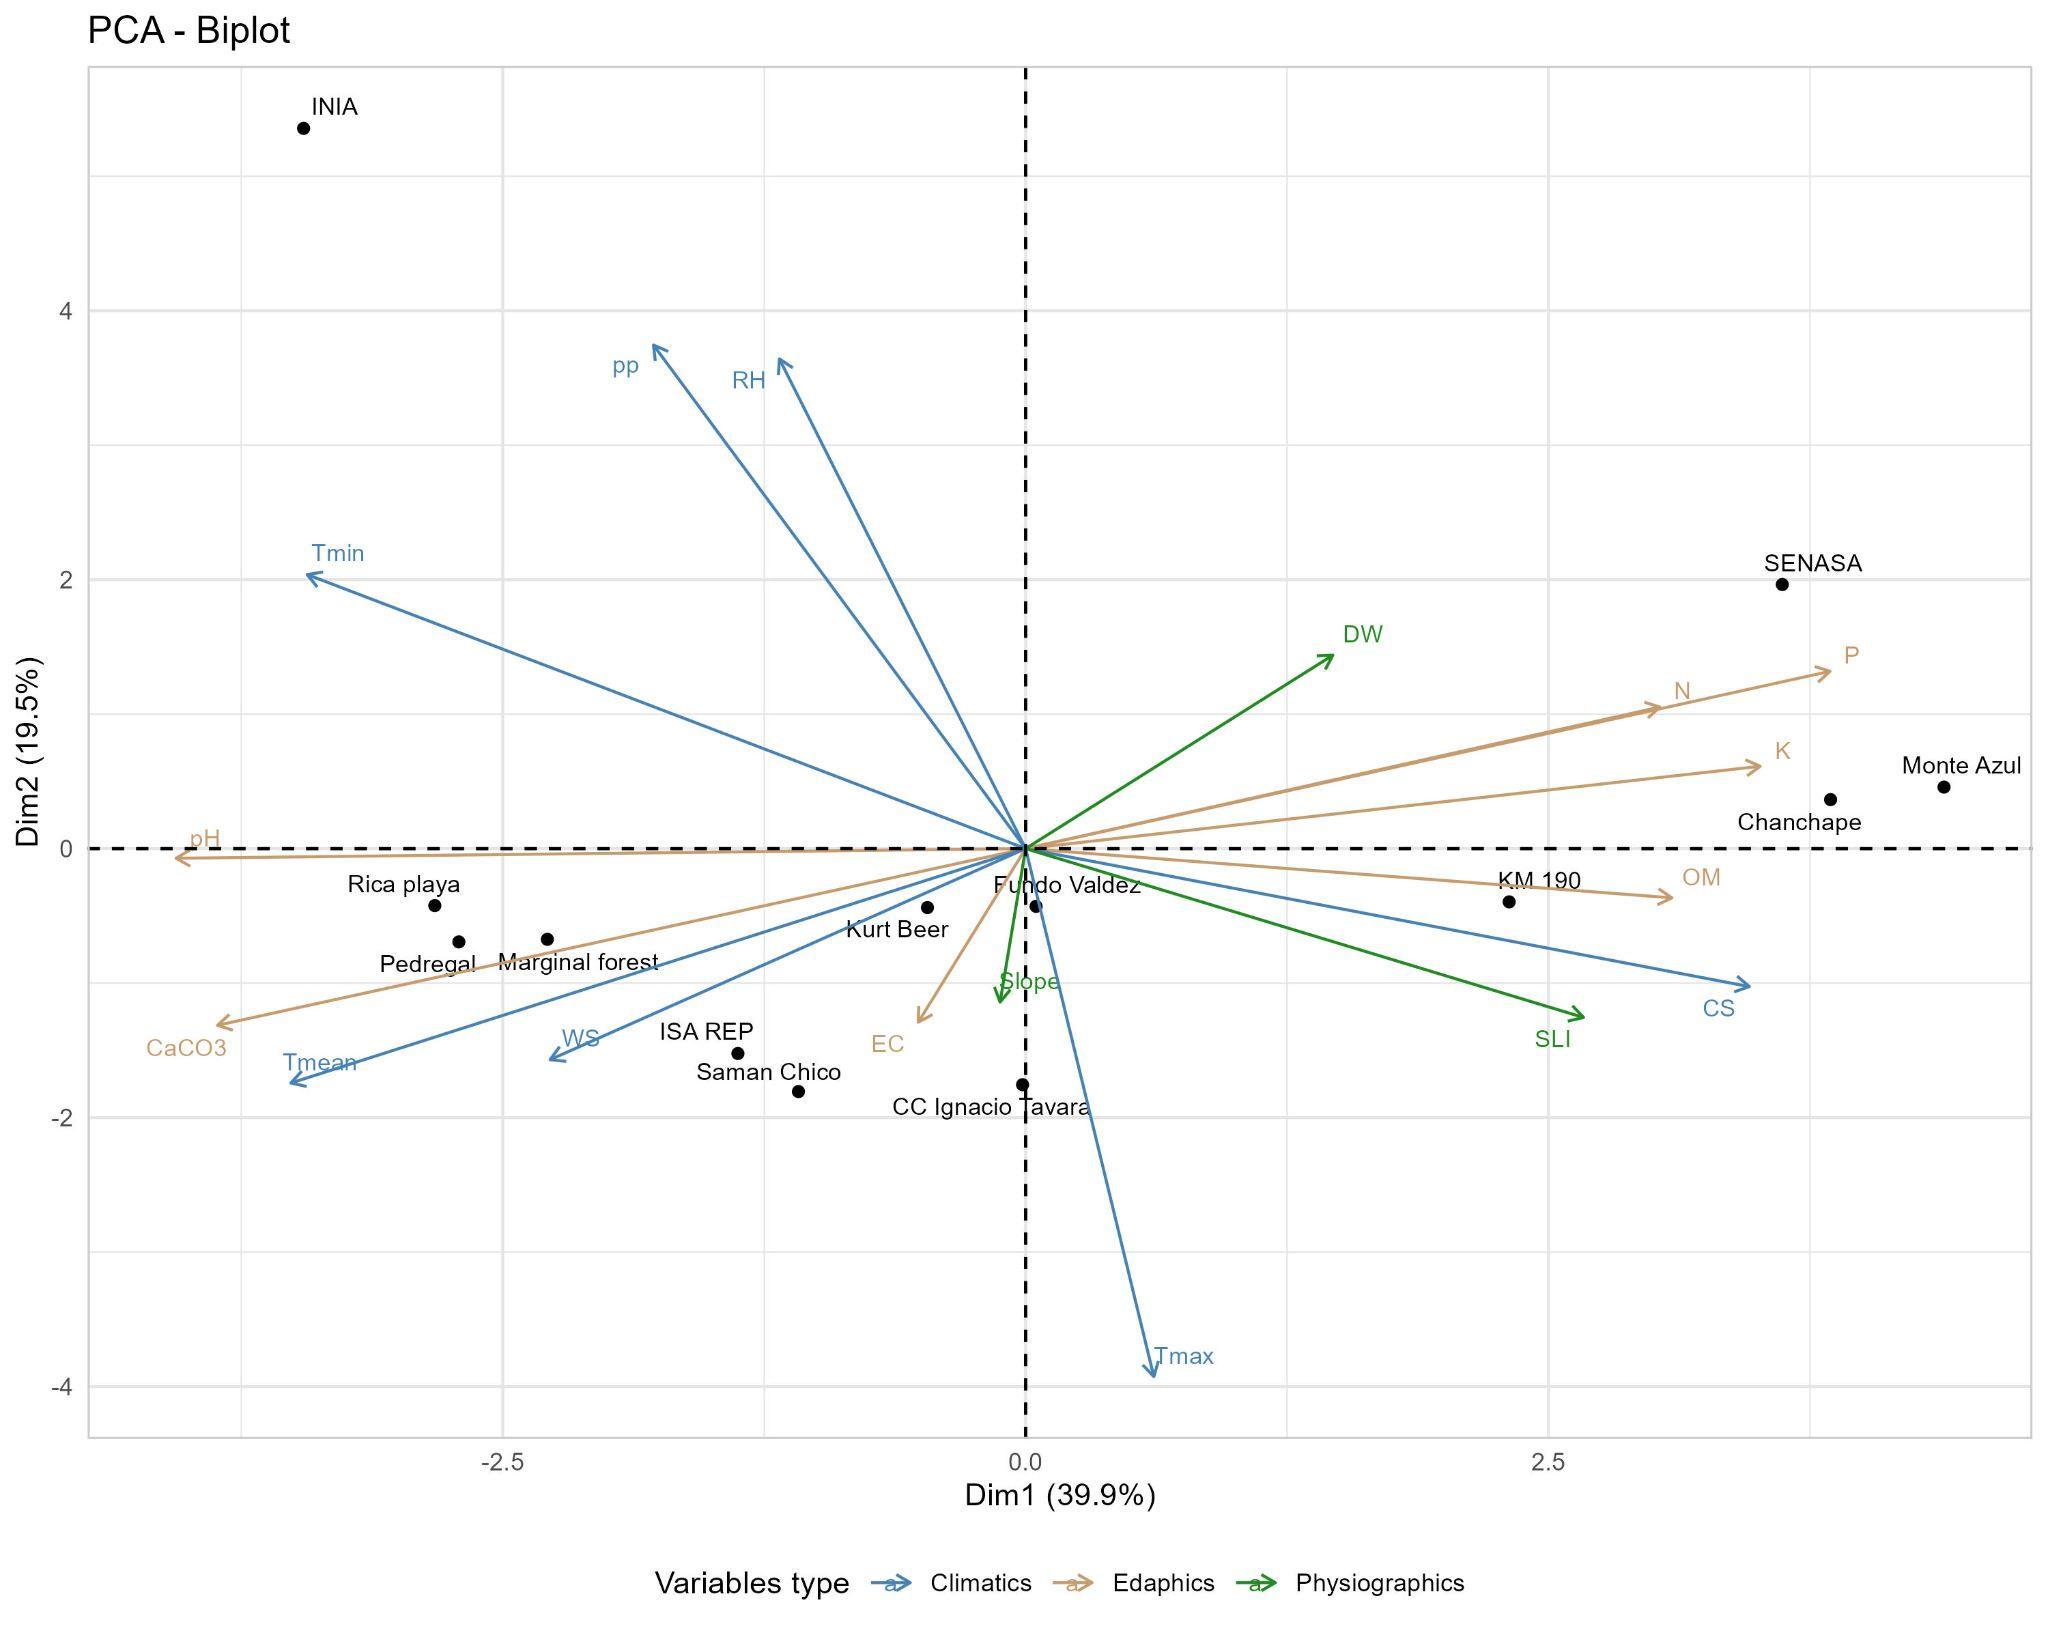 PCA - Biplot
INIA
4
pp
RH
Tmin
2
SENASA
DW
P
N
K
Monte Azul
Chanchape
Dim2 (19.5%)
0
pH
Rica playa
Fundo Valdez
KM 190
OM
Kurt Beer
Pedregal
Marginal forest
Slope
CS
CaCO3
WS
ISA REP
EC
SLI
Tmean
Saman Chico
CC Ignacio Tavara
-2
Tmax
-4
-2.5
0.0
2.5
Dim1 (39.9%)
Variables type
a Climatics
a Edaphics
a Physiographics